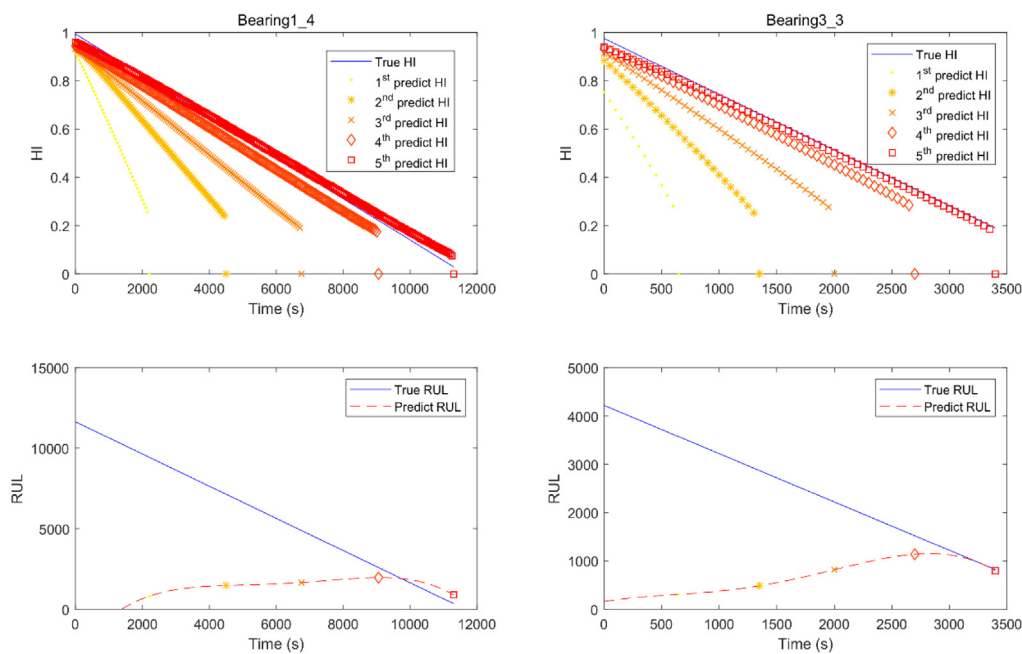 Bearing1_4
1
0.8
0.6
0.4
0.2
0
HI
0 2000 4000 6000 8000 10000 12000
Time (s)
True HI
1st predict HI
2nd predict HI
3rd predict HI
4th predict HI
5th predict HI
Bearing3_3
1
0.8
0.6
0.4
0.2
0
HI
0 500 1000 1500 2000 2500 3000 3500
Time (s)
True HI
1st predict HI
2nd predict HI
3rd predict HI
4th predict HI
5th predict HI
15000
10000
5000
0
RUL
0 2000 4000 6000 8000 10000 12000
Time (s)
True RUL
Predict RUL
5000
4000
3000
2000
1000
0
RUL
0 500 1000 1500 2000 2500 3000 3500
Time (s)
True RUL
Predict RUL